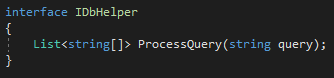 interface IDbHelper
{
    List<string[]> ProcessQuery(string query);
}